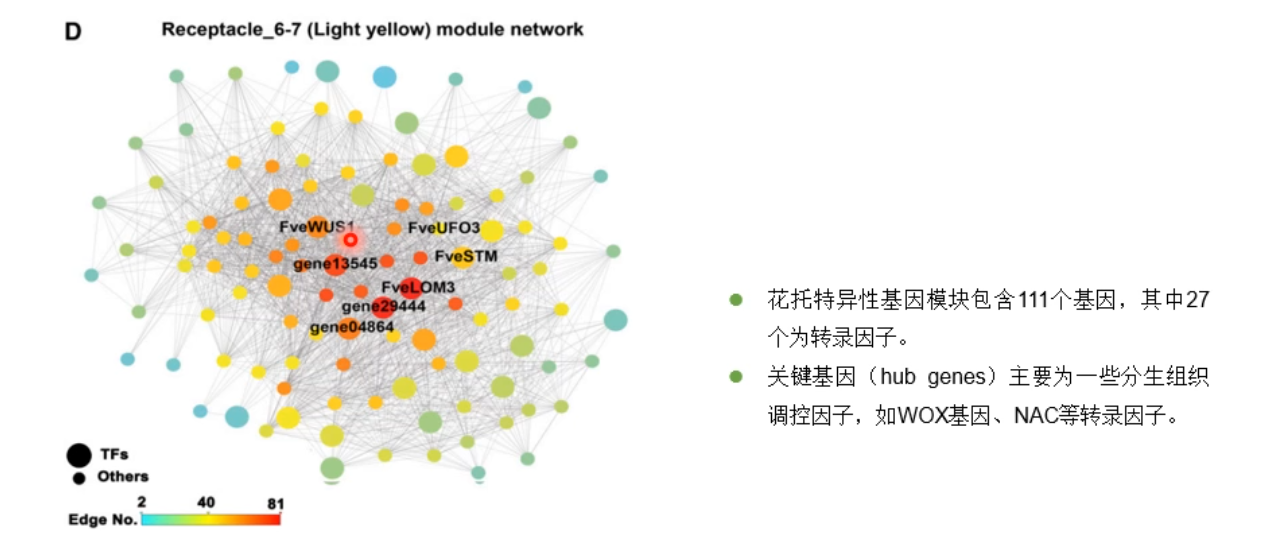 D
Receptacle_6-7 (Light yellow) module network
FveWUS1
FveUFO3
FveSTM
gene13545
FveLOM3
gene29444
gene04864
TFs
Others
2 40 81
Edge No.
花托特异性基因模块包含111个基因，其中27
个为转录因子。
关键基因（hub genes）主要为一些分生组织
调控因子，如WOX基因、NAC等转录因子。